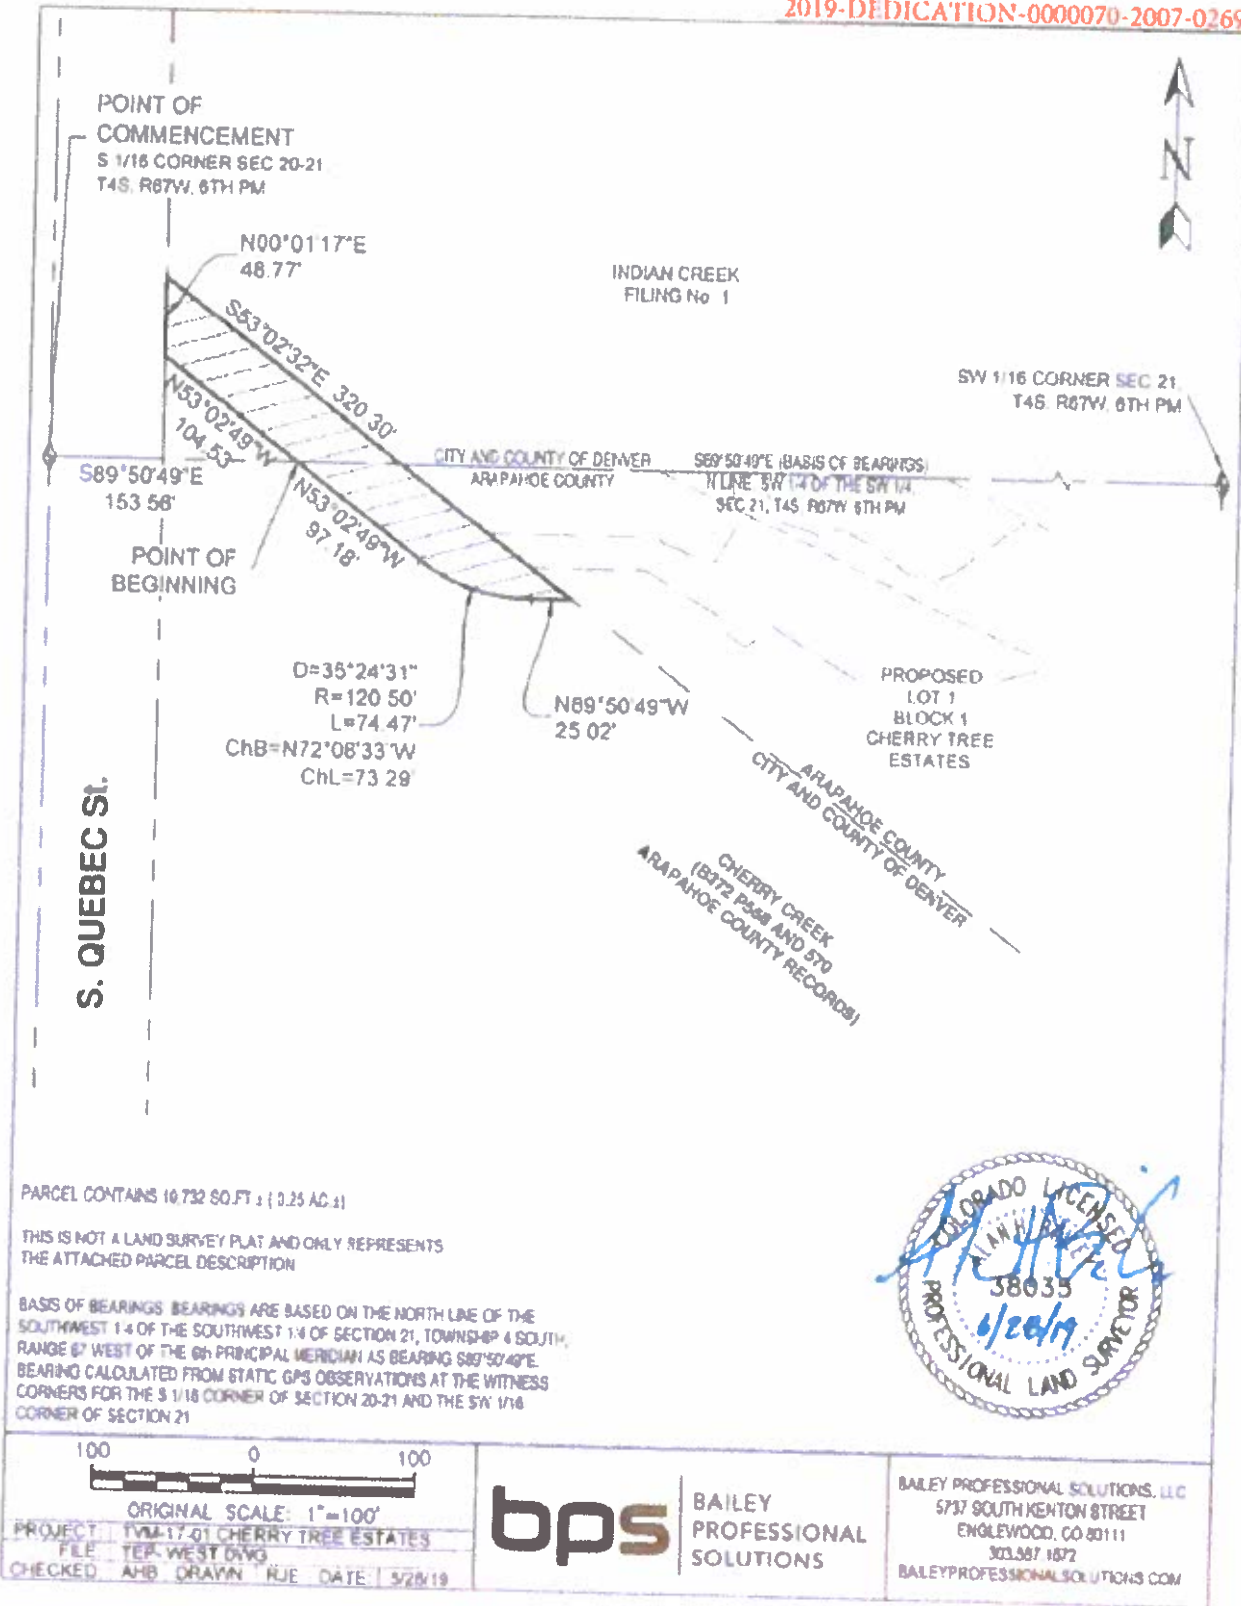 2019-DEDICATION-0000070-2007-0269
POINT OF
COMMENCEMENT
S 1/16 CORNER SEC 20-21
T4S, R67W, 6TH PM
N
N00°01'17"E
48.77'
INDIAN CREEK
FILING No 1
S53°02'32"E 320.30'
SW 1/16 CORNER SEC 21
T4S R67W, 6TH PM
N53°02'49"W
104.53'
S89°50'49"E
153.56'
CITY AND COUNTY OF DENVER
ARAPAHOE COUNTY
S89°50'49"E (BASIS OF BEARINGS)
N LINE SW 1/4 OF THE SW 1/4
SEC 21, T4S, R67W 6TH PM
N53°02'49"W
97.18'
POINT OF
BEGINNING
D=35°24'31"
R=120.50'
L=74.47'
ChB=N72°08'33"W
ChL=73.29'
N89°50'49"W
25.02'
PROPOSED
LOT 1
BLOCK 1
CHERRY TREE
ESTATES
ARAPAHOE COUNTY
CITY AND COUNTY OF DENVER
CHERRY CREEK
(B372 P568 AND 570
ARAPAHOE COUNTY RECORDS)
S. QUEBEC St.
PARCEL CONTAINS 10,732 SQ.FT ± ( 0.25 AC ±)
THIS IS NOT A LAND SURVEY PLAT AND ONLY REPRESENTS
THE ATTACHED PARCEL DESCRIPTION
BASIS OF BEARINGS BEARINGS ARE BASED ON THE NORTH LINE OF THE
SOUTHWEST 1/4 OF THE SOUTHWEST 1/4 OF SECTION 21, TOWNSHIP 4 SOUTH,
RANGE 67 WEST OF THE 6th PRINCIPAL MERIDIAN AS BEARING S89°50'49"E.
BEARING CALCULATED FROM STATIC GPS OBSERVATIONS AT THE WITNESS
CORNERS FOR THE S 1/16 CORNER OF SECTION 20-21 AND THE SW 1/16
CORNER OF SECTION 21
COLORADO LICENSED
ALAN H. BAILEY
38035
6/28/19
PROFESSIONAL LAND SURVEYOR
100 0 100
ORIGINAL SCALE: 1"=100'
PROJECT: TVM-17-01 CHERRY TREE ESTATES
FILE TEP-WEST DWG
CHECKED AHB DRAWN RJE DATE 5/28/19
bps
BAILEY
PROFESSIONAL
SOLUTIONS
BAILEY PROFESSIONAL SOLUTIONS, LLC
5737 SOUTH KENTON STREET
ENGLEWOOD, CO 80111
303.587.1672
BAILEYPROFESSIONALSOLUTIONS.COM